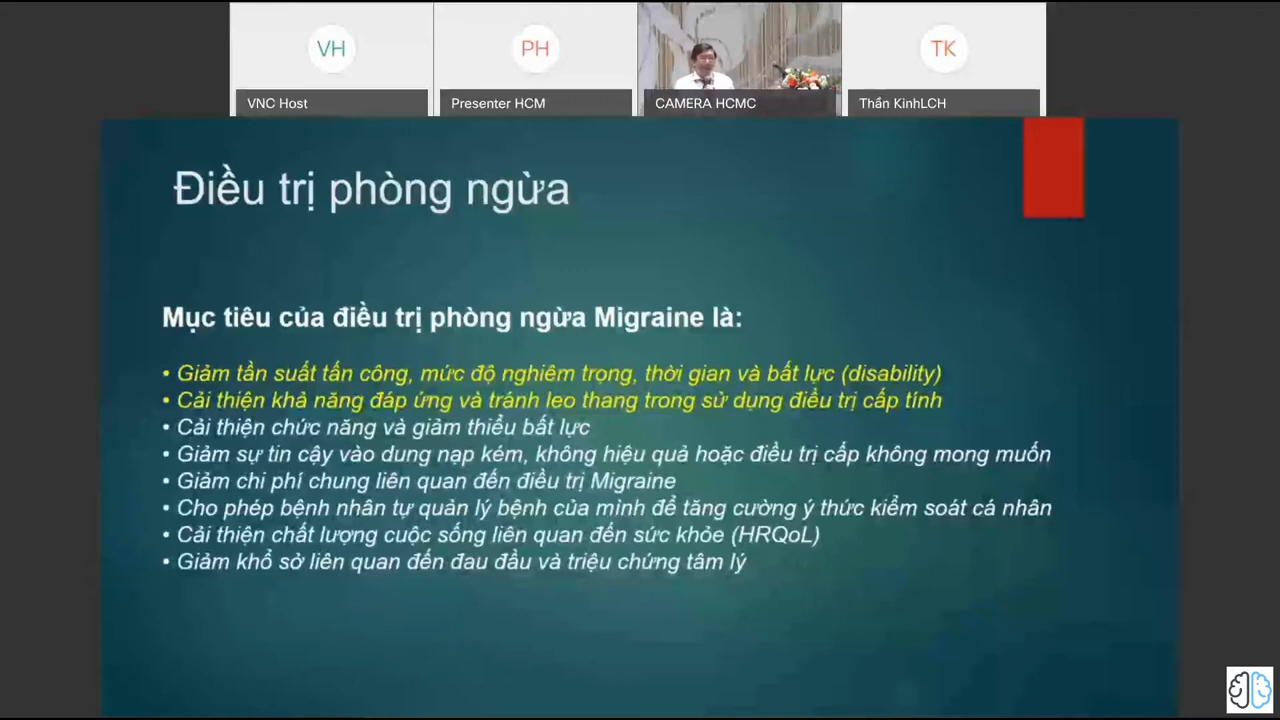 VH
PH
TK
VNC Host
Presenter HCM
CAMERA HCMC
Thần KinhLCH
Điều trị phòng ngừa
Mục tiêu của điều trị phòng ngừa Migraine là:
• Giảm tần suất tấn công, mức độ nghiêm trọng, thời gian và bất lực (disability)
• Cải thiện khả năng đáp ứng và tránh leo thang trong sử dụng điều trị cấp tính
• Cải thiện chức năng và giảm thiểu bất lực
• Giảm sự tin cậy vào dung nạp kém, không hiệu quả hoặc điều trị cấp không mong muốn
• Giảm chi phí chung liên quan đến điều trị Migraine
• Cho phép bệnh nhân tự quản lý bệnh của mình để tăng cường ý thức kiểm soát cá nhân
• Cải thiện chất lượng cuộc sống liên quan đến sức khỏe (HRQoL)
• Giảm khổ sở liên quan đến đau đầu và triệu chứng tâm lý